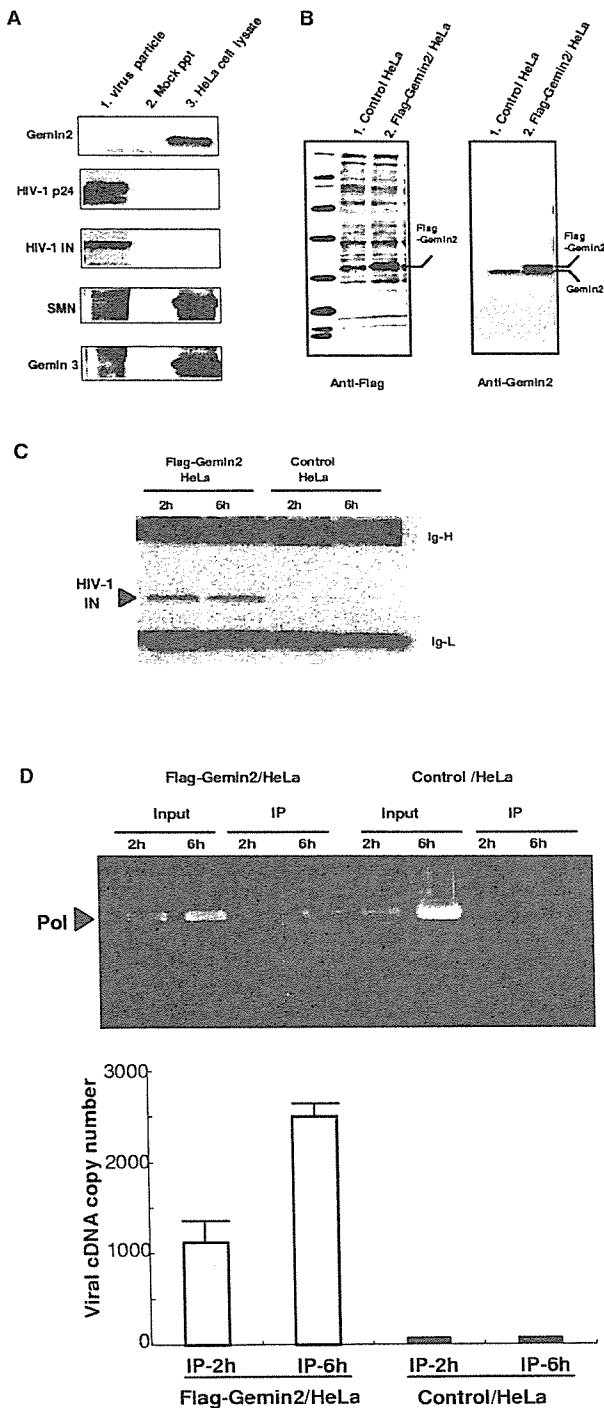 A
1. virus particle
2. Mock ppt
3. HeLa cell lysate
Gemin2
HIV-1 p24
HIV-1 IN
SMN
Gemin 3
B
1. Control HeLa
2. Flag-Gemin2/ HeLa
Flag
-Gemin2
Anti-Flag
1. Control HeLa
2. Flag-Gemin2/ HeLa
Flag
-Gemin2
Gemin2
Anti-Gemin2
C
Flag-Gemin2
HeLa
Control
HeLa
2h 6h 2h 6h
Ig-H
HIV-1
IN
Ig-L
D
Flag-Gemin2/HeLa Control /HeLa
Input IP Input IP
2h 6h 2h 6h 2h 6h 2h 6h
Pol
Viral cDNA copy number
3000
2000
1000
0
IP-2h IP-6h IP-2h IP-6h
Flag-Gemin2/HeLa Control/HeLa